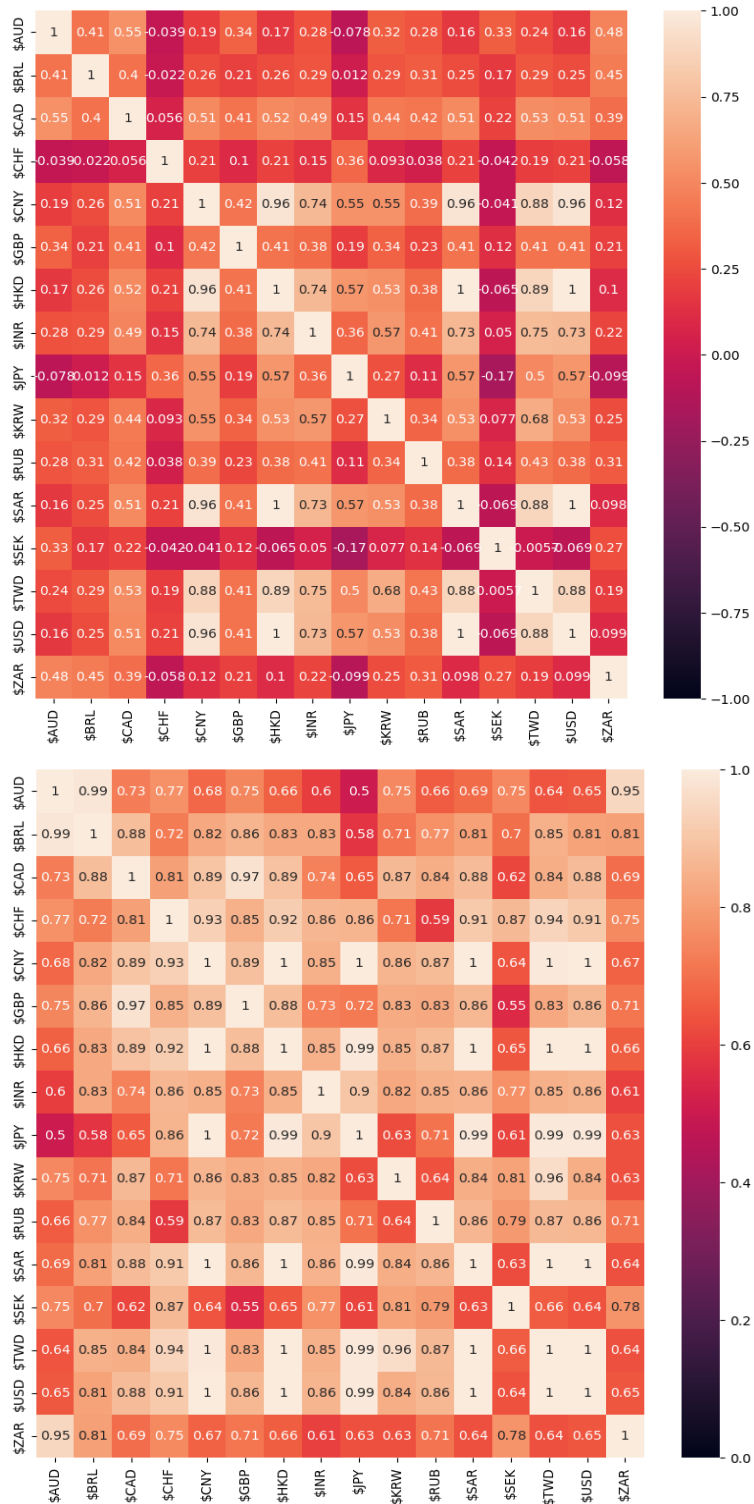 $AUD 1 0.41 0.55 -0.039 0.19 0.34 0.17 0.28 -0.078 0.32 0.28 0.16 0.33 0.24 0.16 0.48 1.00
$BRL 0.41 1 0.4 -0.022 0.26 0.21 0.26 0.29 0.012 0.29 0.31 0.25 0.17 0.29 0.25 0.45
$CAD 0.55 0.4 1 0.056 0.51 0.41 0.52 0.49 0.15 0.44 0.42 0.51 0.22 0.53 0.51 0.39 0.75
$CHF -0.039 -0.022 0.056 1 0.21 0.1 0.21 0.15 0.36 0.093 0.038 0.21 -0.042 0.19 0.21 -0.058
$CNY 0.19 0.26 0.51 0.21 1 0.42 0.96 0.74 0.55 0.55 0.39 0.96 -0.041 0.88 0.96 0.12 0.50
$GBP 0.34 0.21 0.41 0.1 0.42 1 0.41 0.38 0.19 0.34 0.23 0.41 0.12 0.41 0.41 0.21
0.25
$HKD 0.17 0.26 0.52 0.21 0.96 0.41 1 0.74 0.57 0.53 0.38 1 -0.065 0.89 1 0.1
$INR 0.28 0.29 0.49 0.15 0.74 0.38 0.74 1 0.36 0.57 0.41 0.73 0.05 0.75 0.73 0.22
0.00
$JPY -0.078 0.012 0.15 0.36 0.55 0.19 0.57 0.36 1 0.27 0.11 0.57 -0.17 0.5 0.57 -0.099
$KRW 0.32 0.29 0.44 0.093 0.55 0.34 0.53 0.57 0.27 1 0.34 0.53 0.077 0.68 0.53 0.25 −0.25
$RUB 0.28 0.31 0.42 0.038 0.39 0.23 0.38 0.41 0.11 0.34 1 0.38 0.14 0.43 0.38 0.31
$SAR 0.16 0.25 0.51 0.21 0.96 0.41 1 0.73 0.57 0.53 0.38 1 -0.069 0.88 1 0.098 −0.50
$SEK 0.33 0.17 0.22 -0.042 -0.041 0.12 -0.065 0.05 -0.17 0.077 0.14 -0.069 1 0.0057 -0.069 0.27
$TWD 0.24 0.29 0.53 0.19 0.88 0.41 0.89 0.75 0.5 0.68 0.43 0.88 0.0057 1 0.88 0.19 −0.75
$USD 0.16 0.25 0.51 0.21 0.96 0.41 1 0.73 0.57 0.53 0.38 1 -0.069 0.88 1 0.099
$ZAR 0.48 0.45 0.39 -0.058 0.12 0.21 0.1 0.22 -0.099 0.25 0.31 0.098 0.27 0.19 0.099 1
−1.00
$AUD $BRL $CAD $CHF $CNY $GBP $HKD $INR $JPY $KRW $RUB $SAR $SEK $TWD $USD $ZAR
$AUD 1 0.99 0.73 0.77 0.68 0.75 0.66 0.6 0.5 0.75 0.66 0.69 0.75 0.64 0.65 0.95 1.0
$BRL 0.99 1 0.88 0.72 0.82 0.86 0.83 0.83 0.58 0.71 0.77 0.81 0.7 0.85 0.81 0.81
$CAD 0.73 0.88 1 0.81 0.89 0.97 0.89 0.74 0.65 0.87 0.84 0.88 0.62 0.84 0.88 0.69
$CHF 0.77 0.72 0.81 1 0.93 0.85 0.92 0.86 0.86 0.71 0.59 0.91 0.87 0.94 0.91 0.75 0.8
$CNY 0.68 0.82 0.89 0.93 1 0.89 1 0.85 1 0.86 0.87 1 0.64 1 1 0.67
$GBP 0.75 0.86 0.97 0.85 0.89 1 0.88 0.73 0.72 0.83 0.83 0.86 0.55 0.83 0.86 0.71
$HKD 0.66 0.83 0.89 0.92 1 0.88 1 0.85 0.99 0.85 0.87 1 0.65 1 1 0.66 0.6
$INR 0.6 0.83 0.74 0.86 0.85 0.73 0.85 1 0.9 0.82 0.85 0.86 0.77 0.85 0.86 0.61
$JPY 0.5 0.58 0.65 0.86 1 0.72 0.99 0.9 1 0.63 0.71 0.99 0.61 0.99 0.99 0.63
$KRW 0.75 0.71 0.87 0.71 0.86 0.83 0.85 0.82 0.63 1 0.64 0.84 0.81 0.96 0.84 0.63 0.4
$RUB 0.66 0.77 0.84 0.59 0.87 0.83 0.87 0.85 0.71 0.64 1 0.86 0.79 0.87 0.86 0.71
$SAR 0.69 0.81 0.88 0.91 1 0.86 1 0.86 0.99 0.84 0.86 1 0.63 1 1 0.64
$SEK 0.75 0.7 0.62 0.87 0.64 0.55 0.65 0.77 0.61 0.81 0.79 0.63 1 0.66 0.64 0.78 0.2
$TWD 0.64 0.85 0.84 0.94 1 0.83 1 0.85 0.99 0.96 0.87 1 0.66 1 1 0.64
$USD 0.65 0.81 0.88 0.91 1 0.86 1 0.86 0.99 0.84 0.86 1 0.64 1 1 0.65
$ZAR 0.95 0.81 0.69 0.75 0.67 0.71 0.66 0.61 0.63 0.63 0.71 0.64 0.78 0.64 0.65 1
0.0
$AUD $BRL $CAD $CHF $CNY $GBP $HKD $INR $JPY $KRW $RUB $SAR $SEK $TWD $USD $ZAR